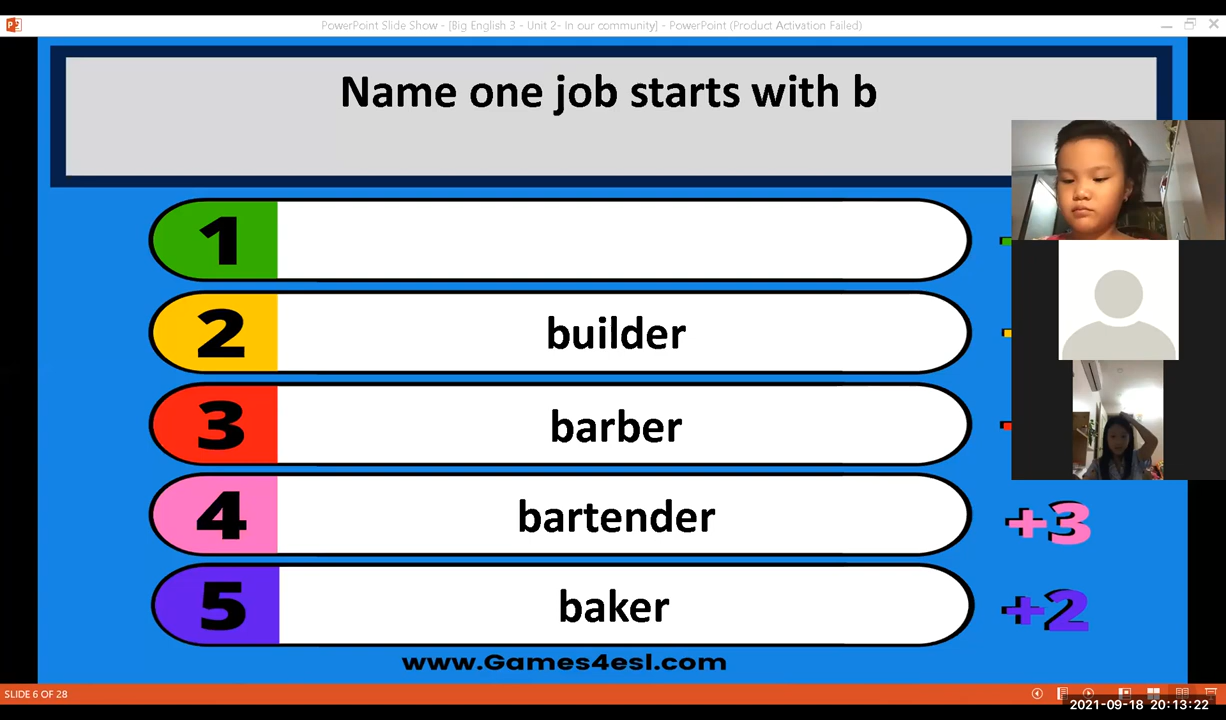 PowerPoint Slide Show - [Big English 3 - Unit 2- In our community] - PowerPoint (Product Activation Failed)
Name one job starts with b
1
2 builder
3 barber
4 bartender +3
5 baker +2
www.Games4esl.com
SLIDE 6 OF 28
2021-09-18 20:13:22